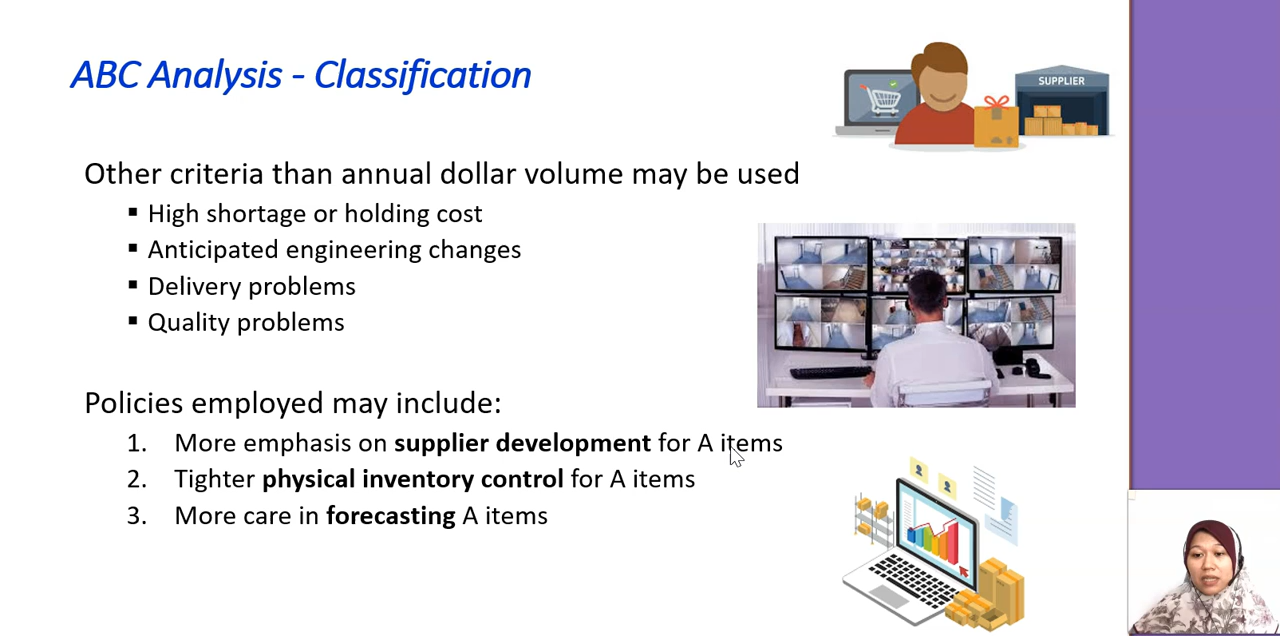 ABC Analysis - Classification
SUPPLIER
Other criteria than annual dollar volume may be used
▪ High shortage or holding cost
▪ Anticipated engineering changes
▪ Delivery problems
▪ Quality problems
Policies employed may include:
1. More emphasis on supplier development for A items
2. Tighter physical inventory control for A items
3. More care in forecasting A items